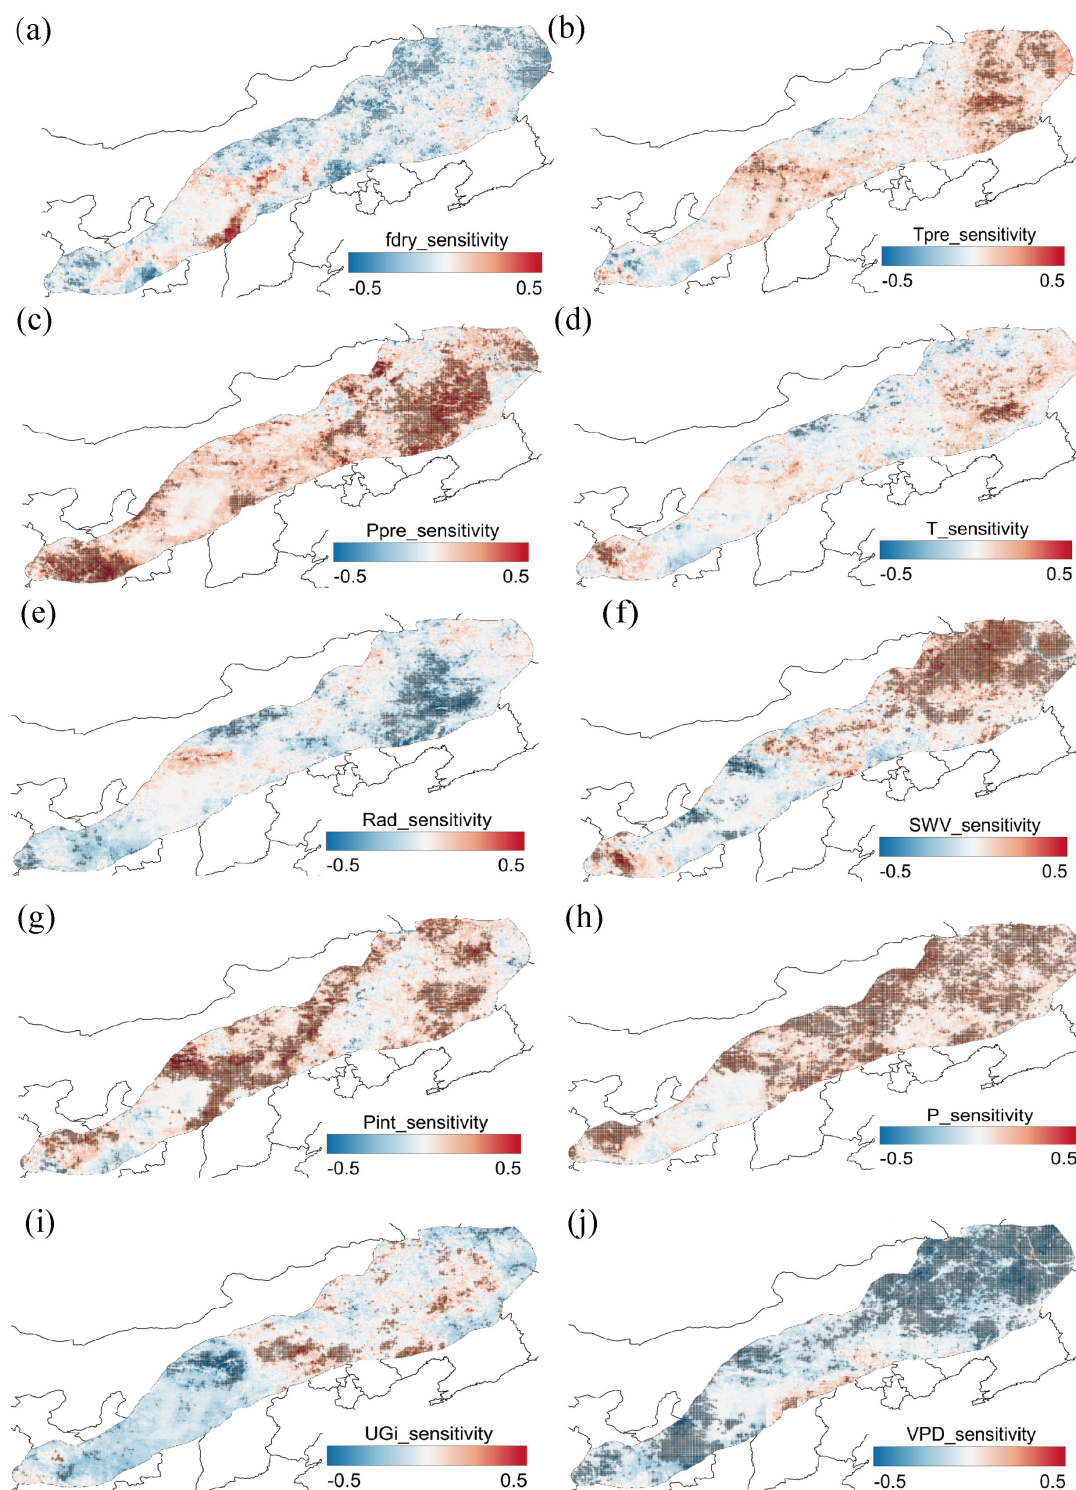 (a)
(b)
fdry_sensitivity
-0.5 0.5
Tpre_sensitivity
-0.5 0.5
(c)
(d)
Ppre_sensitivity
-0.5 0.5
T_sensitivity
-0.5 0.5
(e)
(f)
Rad_sensitivity
-0.5 0.5
SWV_sensitivity
-0.5 0.5
(g)
(h)
Pint_sensitivity
-0.5 0.5
P_sensitivity
-0.5 0.5
(i)
(j)
UGi_sensitivity
-0.5 0.5
VPD_sensitivity
-0.5 0.5